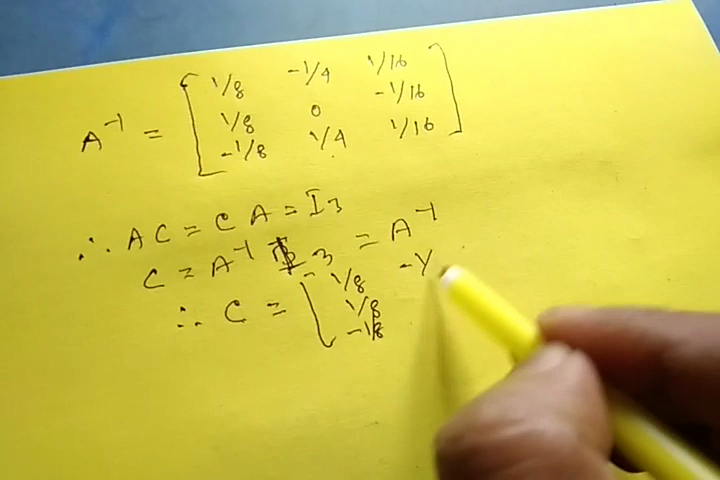 A⁻¹ = [ 1/8 -1/4 1/16
1/8 0 -1/16
-1/8 1/4 1/16 ]
∴ AC = CA = I₃
C = A⁻¹ I₃ = A⁻¹
∴ C = [ 1/8 -1/
1/8
-1/8